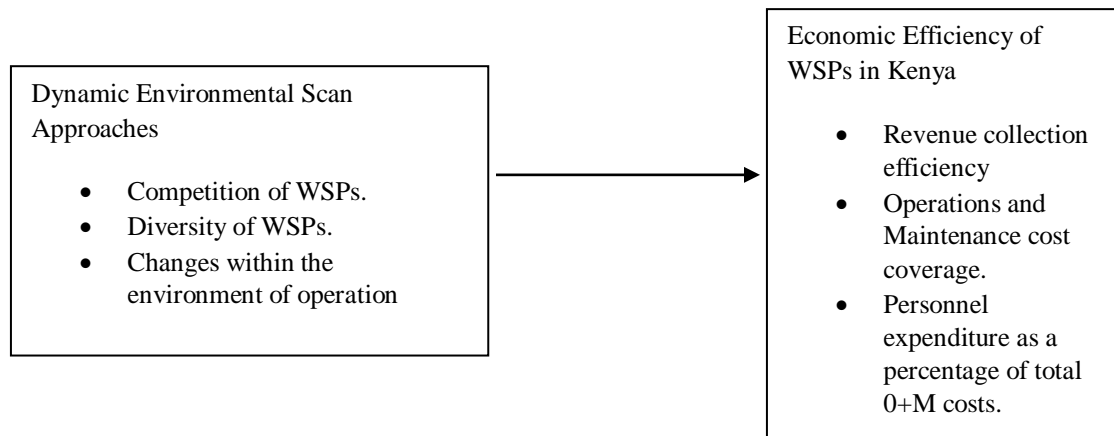 Dynamic Environmental Scan
Approaches
• Competition of WSPs.
• Diversity of WSPs.
• Changes within the
environment of operation
Economic Efficiency of
WSPs in Kenya
• Revenue collection
efficiency
• Operations and
Maintenance cost
coverage.
• Personnel
expenditure as a
percentage of total
0+M costs.